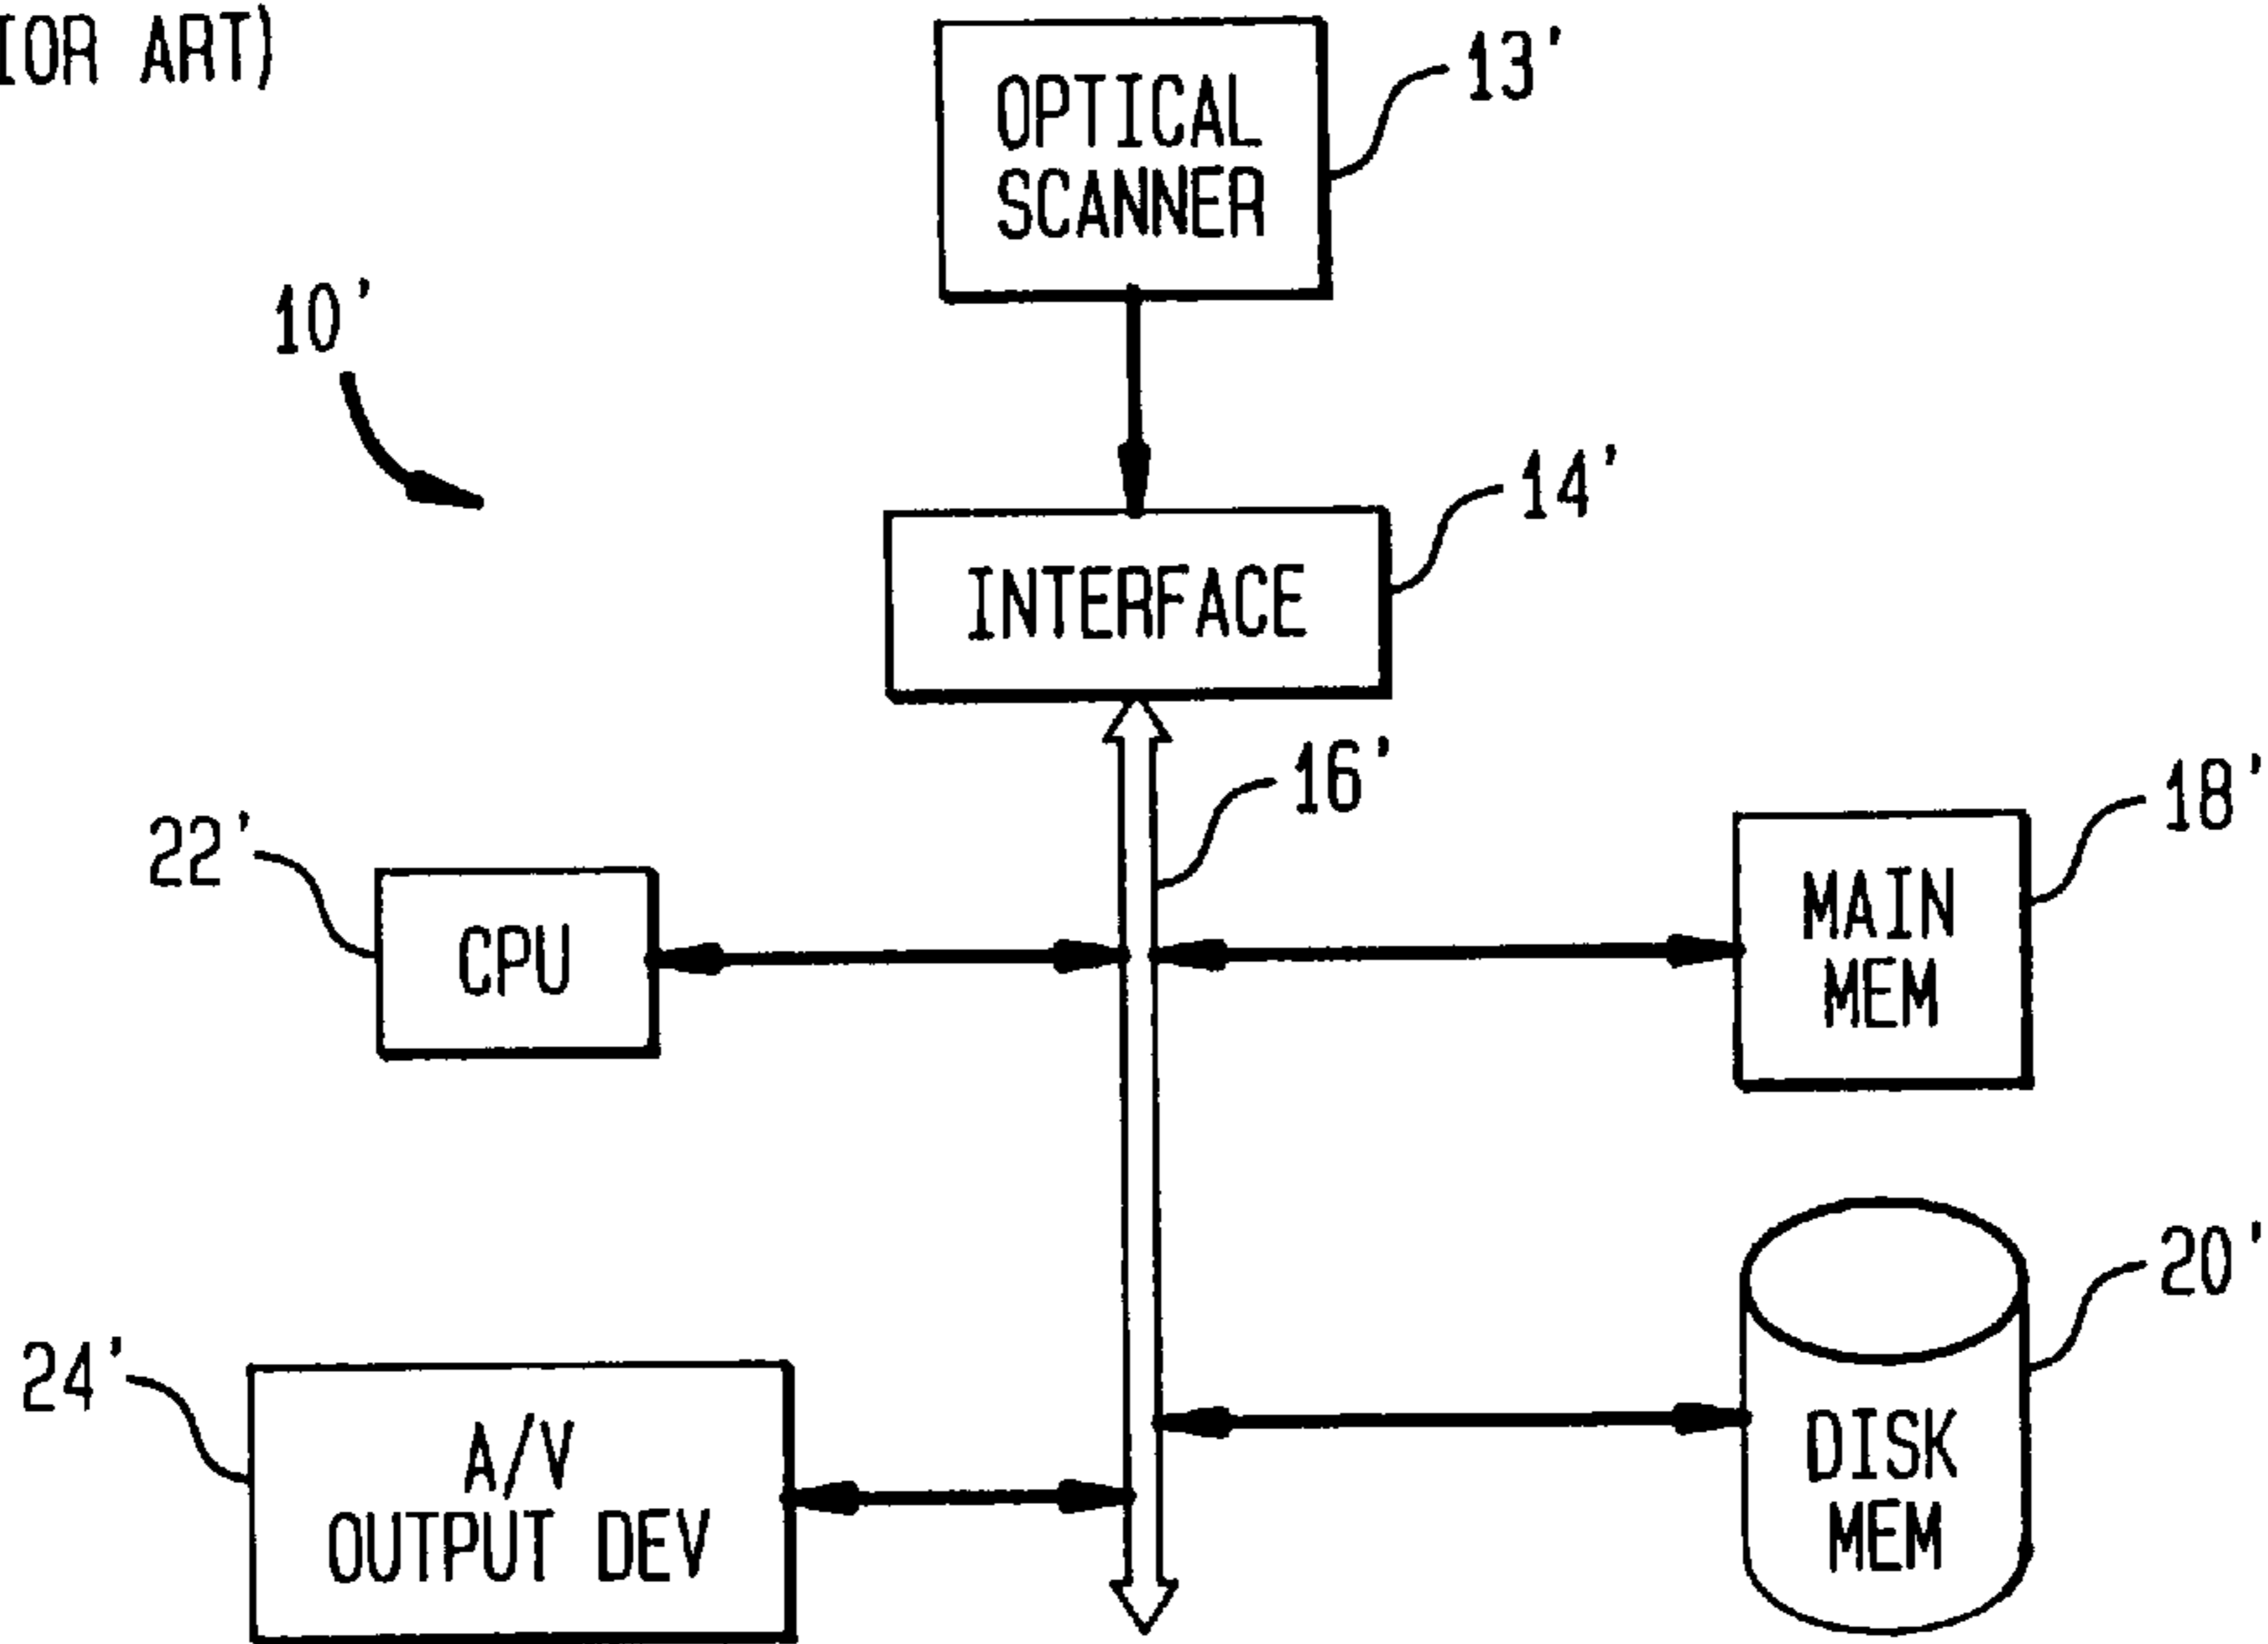 IOR ART)
OPTICAL
SCANNER
13'
10'
14'
INTERFACE
16'
18'
22'
MAIN
MEM
CPU
20'
24'
A/V
OUTPUT DEV
DISK
MEM